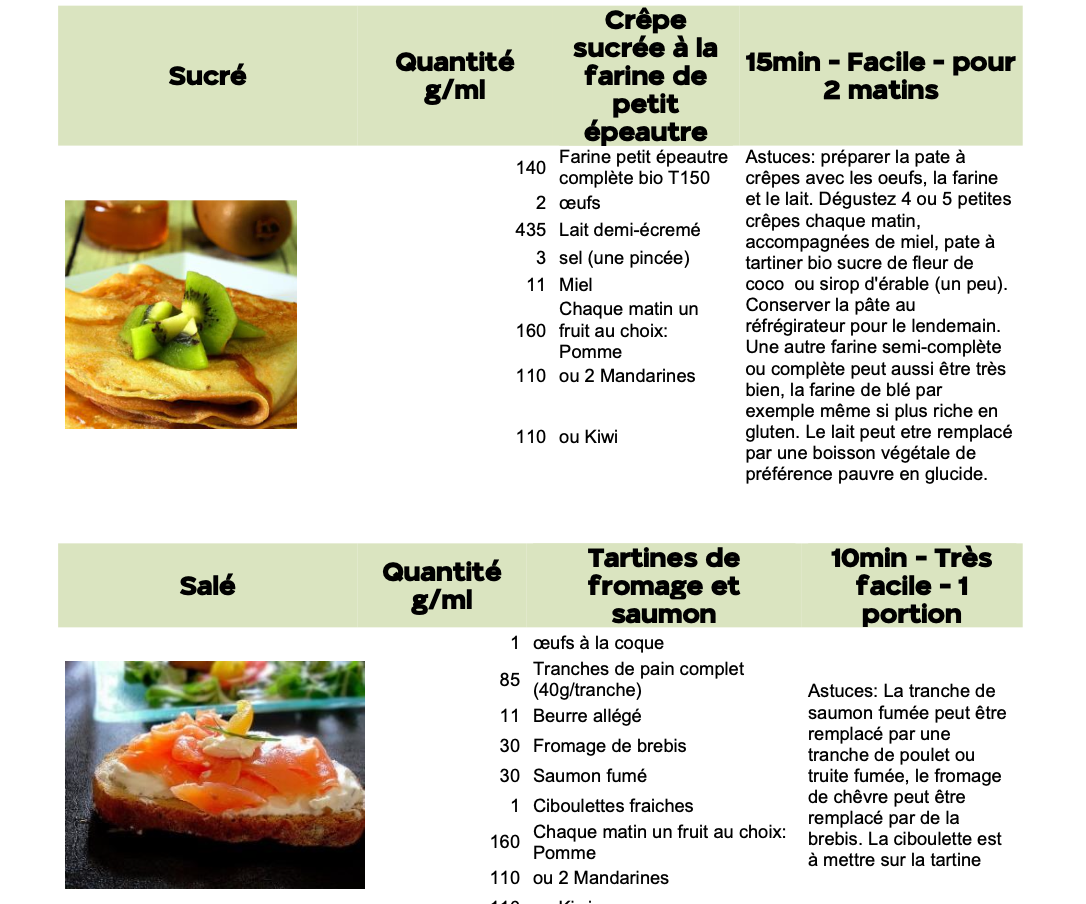 Sucré
Quantité
g/ml
Crêpe
sucrée à la
farine de
petit
épeautre
15min - Facile - pour
2 matins
140 Farine petit épeautre
complète bio T150
2 œufs
435 Lait demi-écremé
3 sel (une pincée)
11 Miel
160 Chaque matin un
fruit au choix:
Pomme
110 ou 2 Mandarines
110 ou Kiwi
Astuces: préparer la pate à
crêpes avec les oeufs, la farine
et le lait. Dégustez 4 ou 5 petites
crêpes chaque matin,
accompagnées de miel, pate à
tartiner bio sucre de fleur de
coco  ou sirop d'érable (un peu).
Conserver la pâte au
réfrégirateur pour le lendemain.
Une autre farine semi-complète
ou complète peut aussi être très
bien, la farine de blé par
exemple même si plus riche en
gluten. Le lait peut etre remplacé
par une boisson végétale de
préférence pauvre en glucide.
Salé
Quantité
g/ml
Tartines de
fromage et
saumon
10min - Très
facile - 1
portion
1 œufs à la coque
85 Tranches de pain complet
(40g/tranche)
11 Beurre allégé
30 Fromage de brebis
30 Saumon fumé
1 Ciboulettes fraiches
160 Chaque matin un fruit au choix:
Pomme
110 ou 2 Mandarines
Astuces: La tranche de
saumon fumée peut être
remplacé par une
tranche de poulet ou
truite fumée, le fromage
de chêvre peut être
remplacé par de la
brebis. La ciboulette est
à mettre sur la tartine